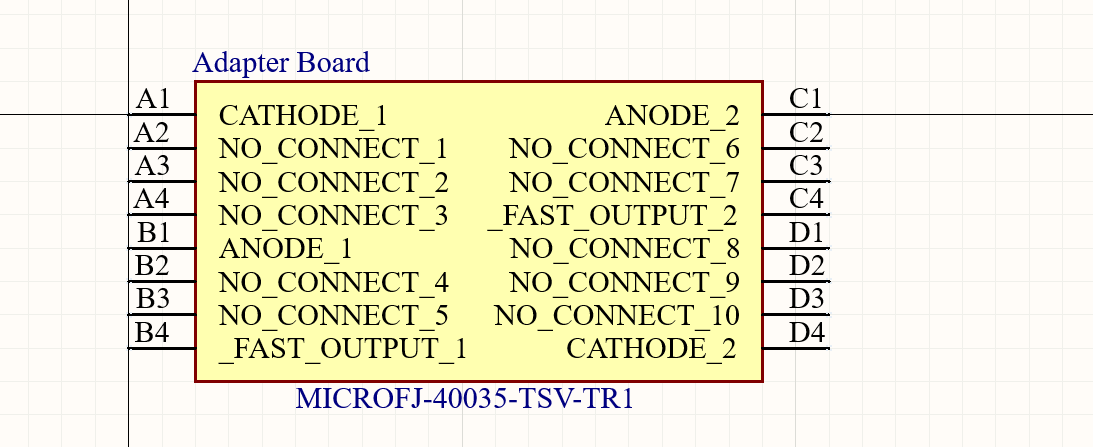 Adapter Board
A1 CATHODE_1 ANODE_2 C1
A2 NO_CONNECT_1 NO_CONNECT_6 C2
A3 NO_CONNECT_2 NO_CONNECT_7 C3
A4 NO_CONNECT_3 _FAST_OUTPUT_2 C4
B1 ANODE_1 NO_CONNECT_8 D1
B2 NO_CONNECT_4 NO_CONNECT_9 D2
B3 NO_CONNECT_5 NO_CONNECT_10 D3
B4 _FAST_OUTPUT_1 CATHODE_2 D4
MICROFJ-40035-TSV-TR1